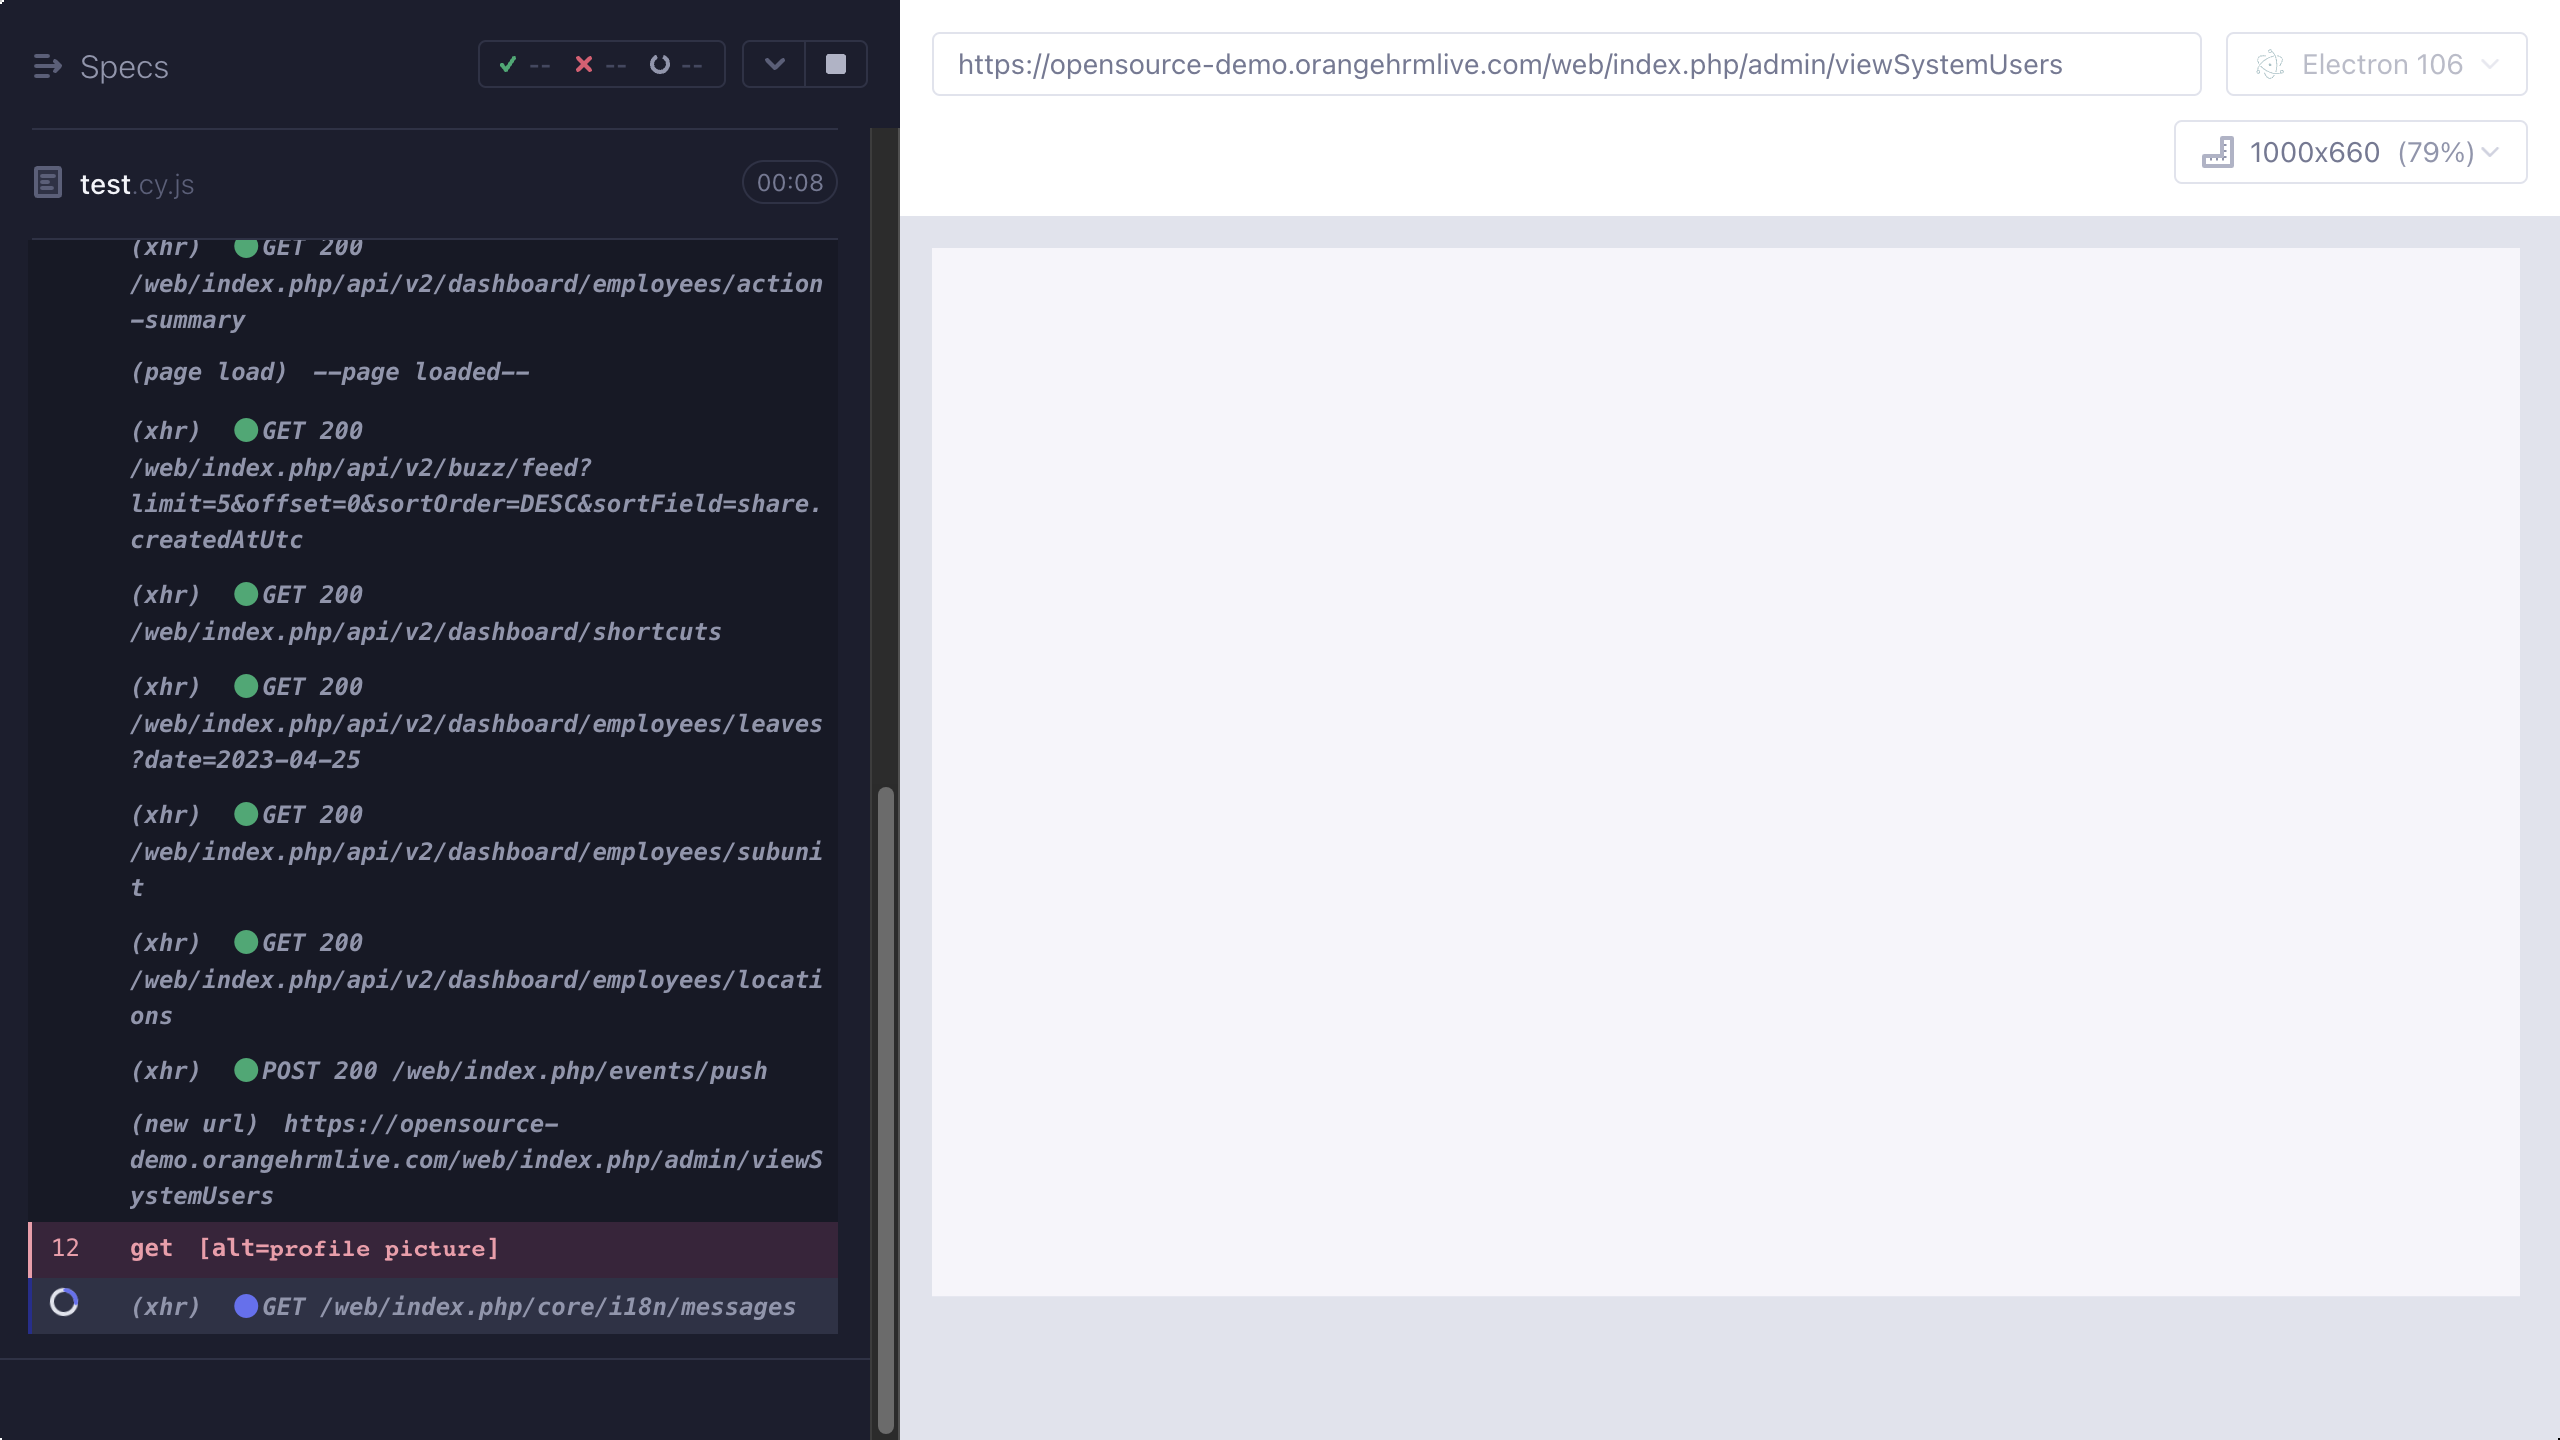 Specs
-- -- --
test.cy.js
00:08
(xhr) GET 200
/web/index.php/api/v2/dashboard/employees/action
-summary
(page load) --page loaded--
(xhr) GET 200
/web/index.php/api/v2/buzz/feed?
limit=5&offset=0&sortOrder=DESC&sortField=share.
createdAtUtc
(xhr) GET 200
/web/index.php/api/v2/dashboard/shortcuts
(xhr) GET 200
/web/index.php/api/v2/dashboard/employees/leaves
?date=2023-04-25
(xhr) GET 200
/web/index.php/api/v2/dashboard/employees/subuni
t
(xhr) GET 200
/web/index.php/api/v2/dashboard/employees/locati
ons
(xhr) POST 200 /web/index.php/events/push
(new url) https://opensource-
demo.orangehrmlive.com/web/index.php/admin/viewS
ystemUsers
12 get [alt=profile picture]
(xhr) GET /web/index.php/core/i18n/messages
https://opensource-demo.orangehrmlive.com/web/index.php/admin/viewSystemUsers
Electron 106
1000x660 (79%)